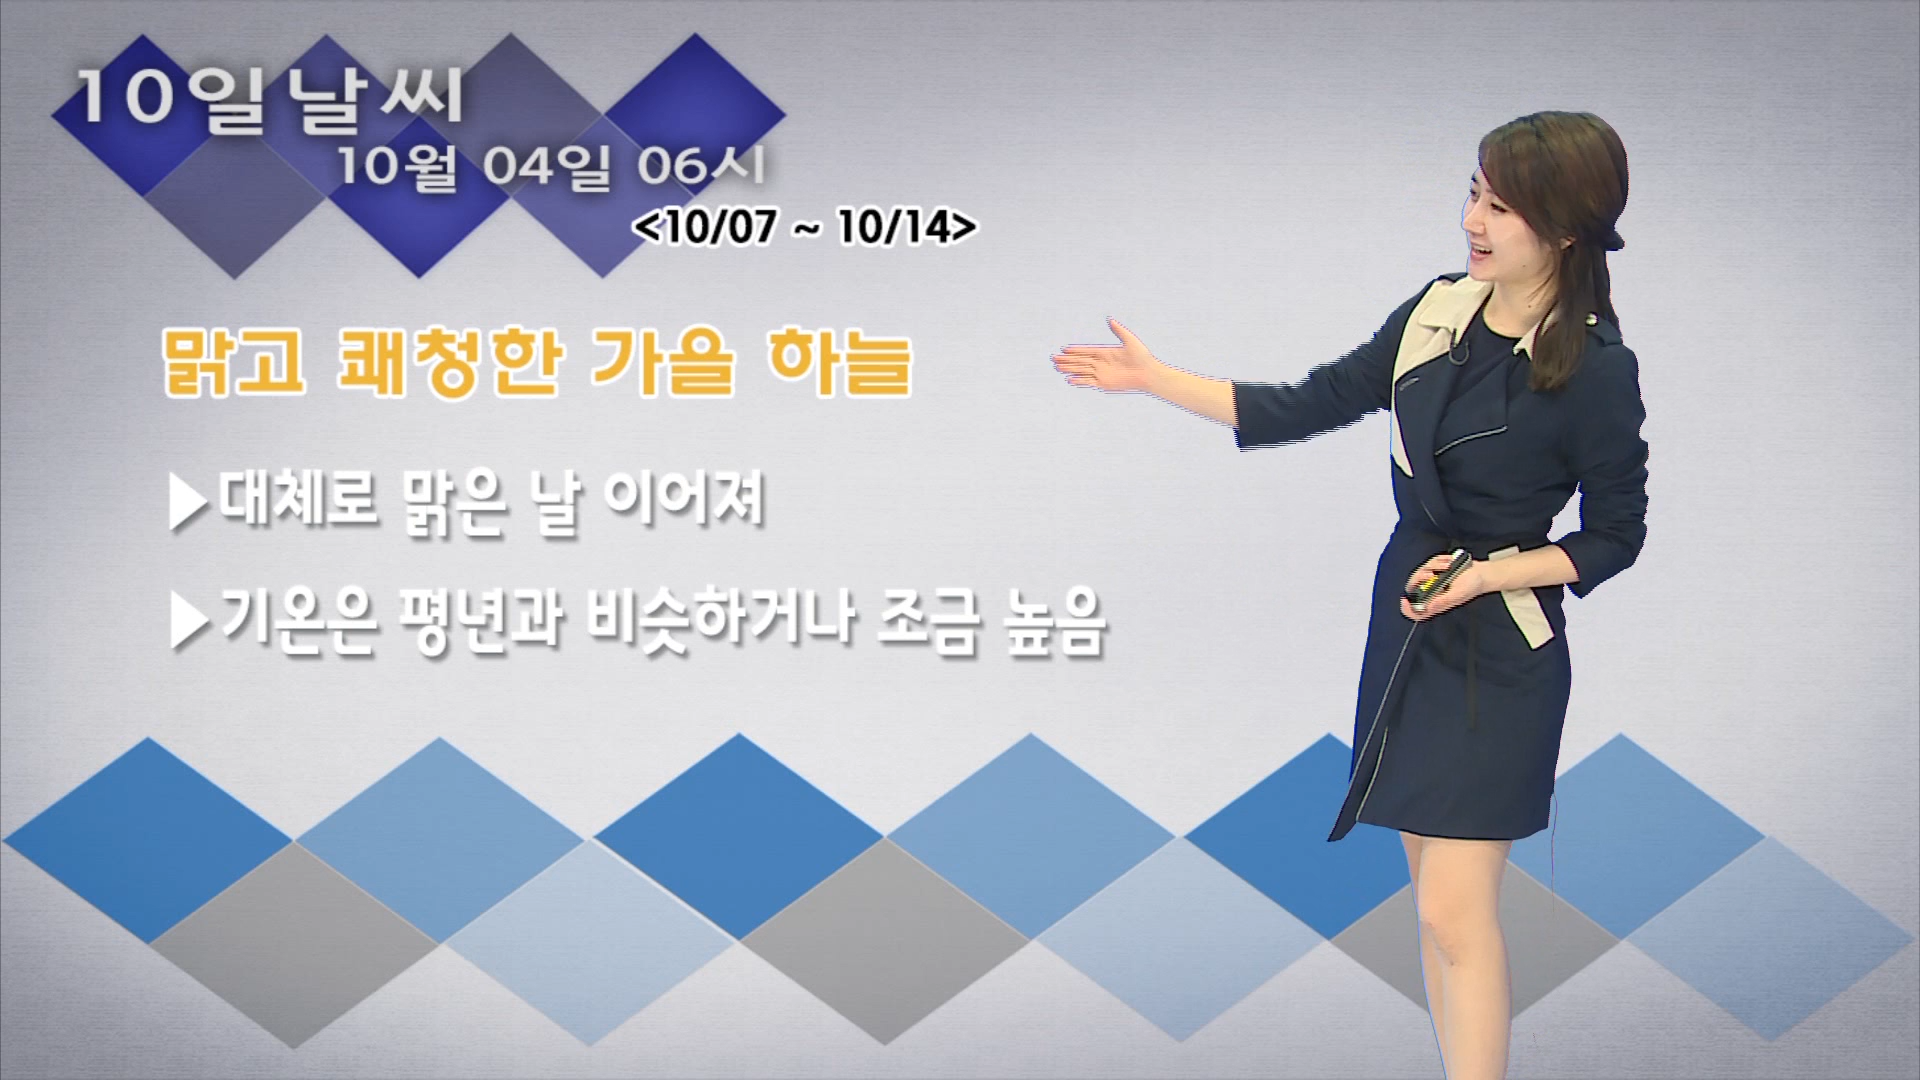 10일날씨
10월 04일 06시
<10/07 ~ 10/14>
맑고 쾌청한 가을 하늘
▶대체로 맑은 날 이어져
▶기온은 평년과 비슷하거나 조금 높음